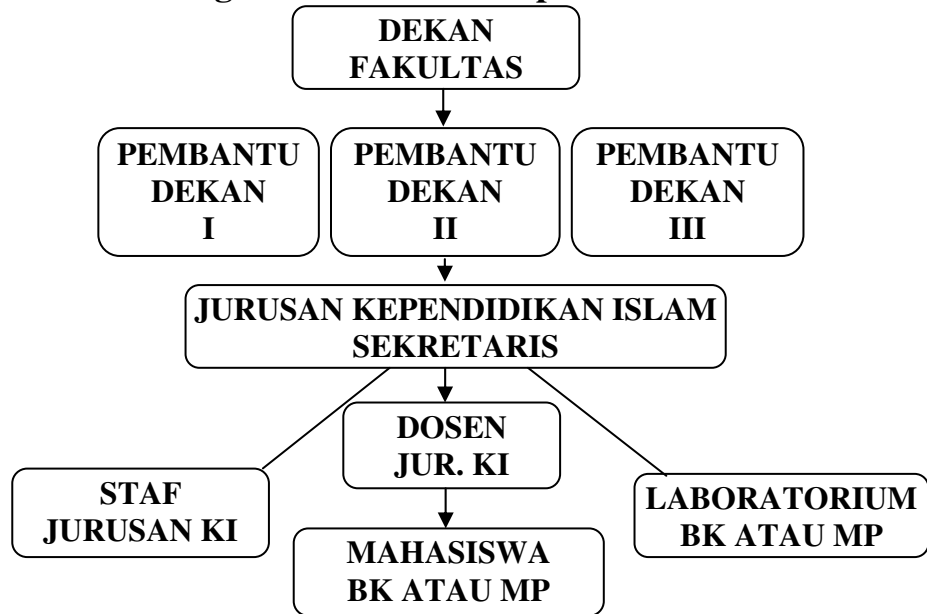 DEKAN
FAKULTAS
PEMBANTU
DEKAN
I
PEMBANTU
DEKAN
II
PEMBANTU
DEKAN
III
JURUSAN KEPENDIDIKAN ISLAM
SEKRETARIS
DOSEN
JUR. KI
STAF
JURUSAN KI
LABORATORIUM
BK ATAU MP
MAHASISWA
BK ATAU MP